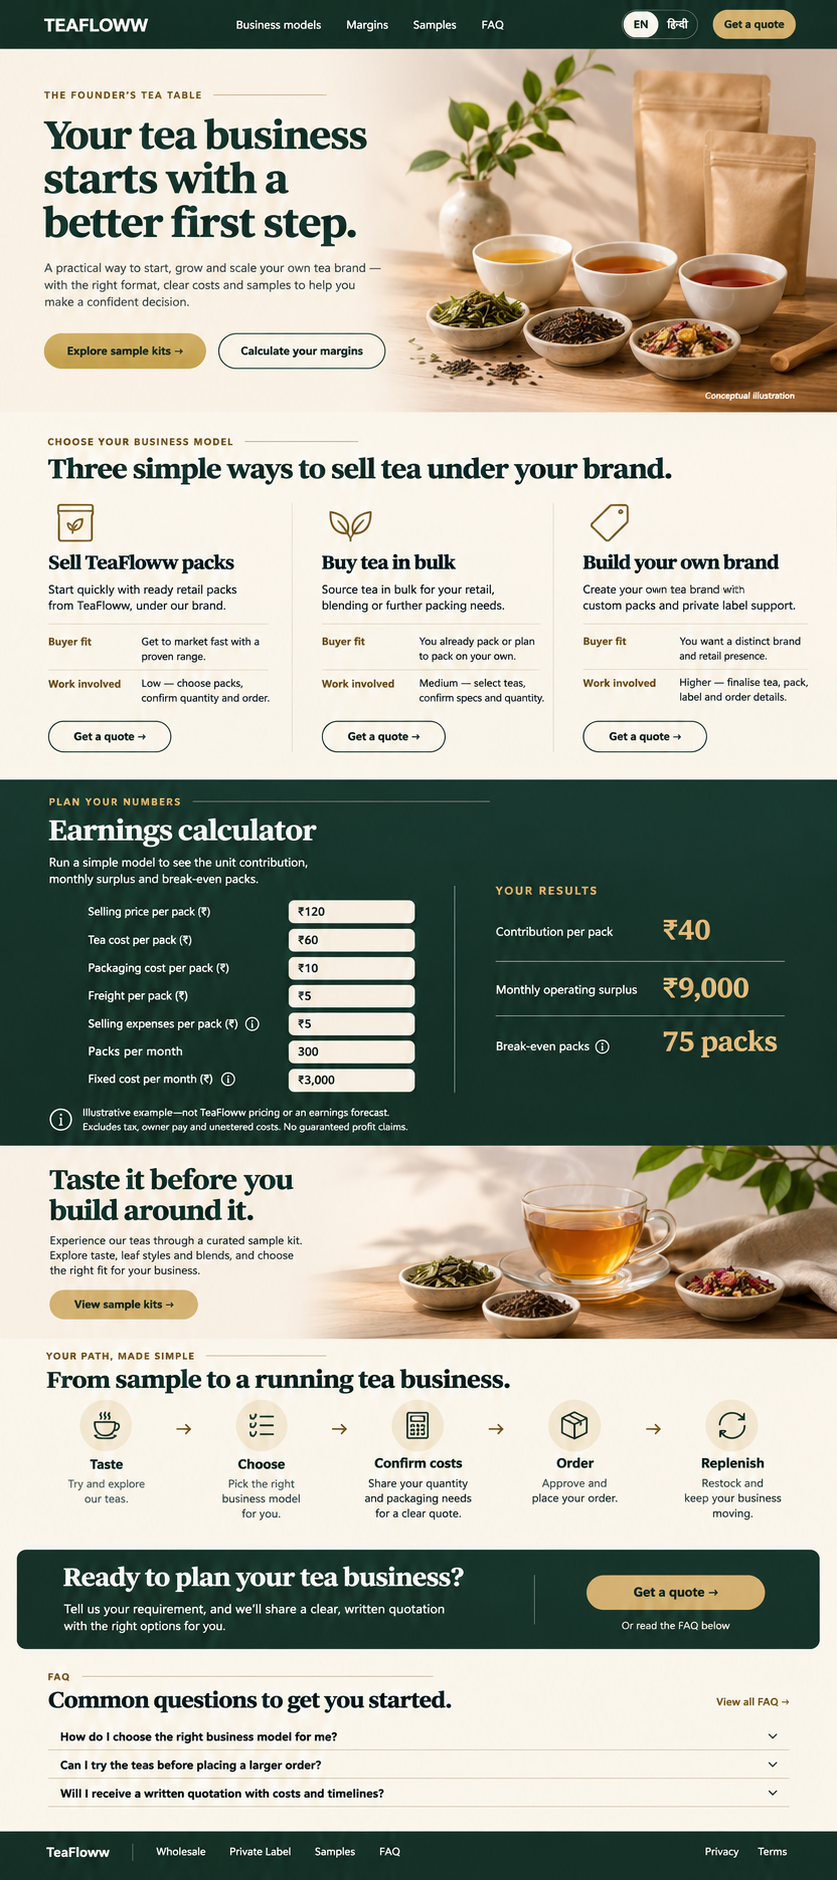 TEAFLOWW
Business models
Margins
Samples
FAQ
EN
हिन्दी
Get a quote
THE FOUNDER'S TEA TABLE
Your tea business
starts with a
better first step.
A practical way to start, grow and scale your own tea brand —
with the right format, clear costs and samples to help you
make a confident decision.
Explore sample kits →
Calculate your margins
Conceptual illustration
CHOOSE YOUR BUSINESS MODEL
Three simple ways to sell tea under your brand.
Sell TeaFloww packs
Start quickly with ready retail packs
from TeaFloww, under our brand.
Buyer fit
Get to market fast with a
proven range.
Work involved
Low — choose packs,
confirm quantity and order.
Get a quote →
Buy tea in bulk
Source tea in bulk for your retail,
blending or further packing needs.
Buyer fit
You already pack or plan
to pack on your own.
Work involved
Medium — select teas,
confirm specs and quantity.
Get a quote →
Build your own brand
Create your own tea brand with
custom packs and private label support.
Buyer fit
You want a distinct brand
and retail presence.
Work involved
Higher — finalise tea, pack,
label and order details.
Get a quote →
PLAN YOUR NUMBERS
Earnings calculator
Run a simple model to see the unit contribution,
monthly surplus and break-even packs.
Selling price per pack (₹) ₹120
Tea cost per pack (₹) ₹60
Packaging cost per pack (₹) ₹10
Freight per pack (₹) ₹5
Selling expenses per pack (₹) ₹5
Packs per month 300
Fixed cost per month (₹) ₹3,000
Illustrative example—not TeaFloww pricing or an earnings forecast.
Excludes tax, owner pay and unetered costs. No guaranteed profit claims.
YOUR RESULTS
Contribution per pack ₹40
Monthly operating surplus ₹9,000
Break-even packs 75 packs
Taste it before you
build around it.
Experience our teas through a curated sample kit.
Explore taste, leaf styles and blends, and choose
the right fit for your business.
View sample kits →
YOUR PATH, MADE SIMPLE
From sample to a running tea business.
Taste
Try and explore
our teas.
Choose
Pick the right
business model
for you.
Confirm costs
Share your quantity
and packaging needs
for a clear quote.
Order
Approve and
place your order.
Replenish
Restock and
keep your business
moving.
Ready to plan your tea business?
Tell us your requirement, and we'll share a clear, written quotation
with the right options for you.
Get a quote →
Or read the FAQ below
FAQ
Common questions to get you started.
View all FAQ →
How do I choose the right business model for me?
Can I try the teas before placing a larger order?
Will I receive a written quotation with costs and timelines?
TeaFloww
Wholesale
Private Label
Samples
FAQ
Privacy
Terms